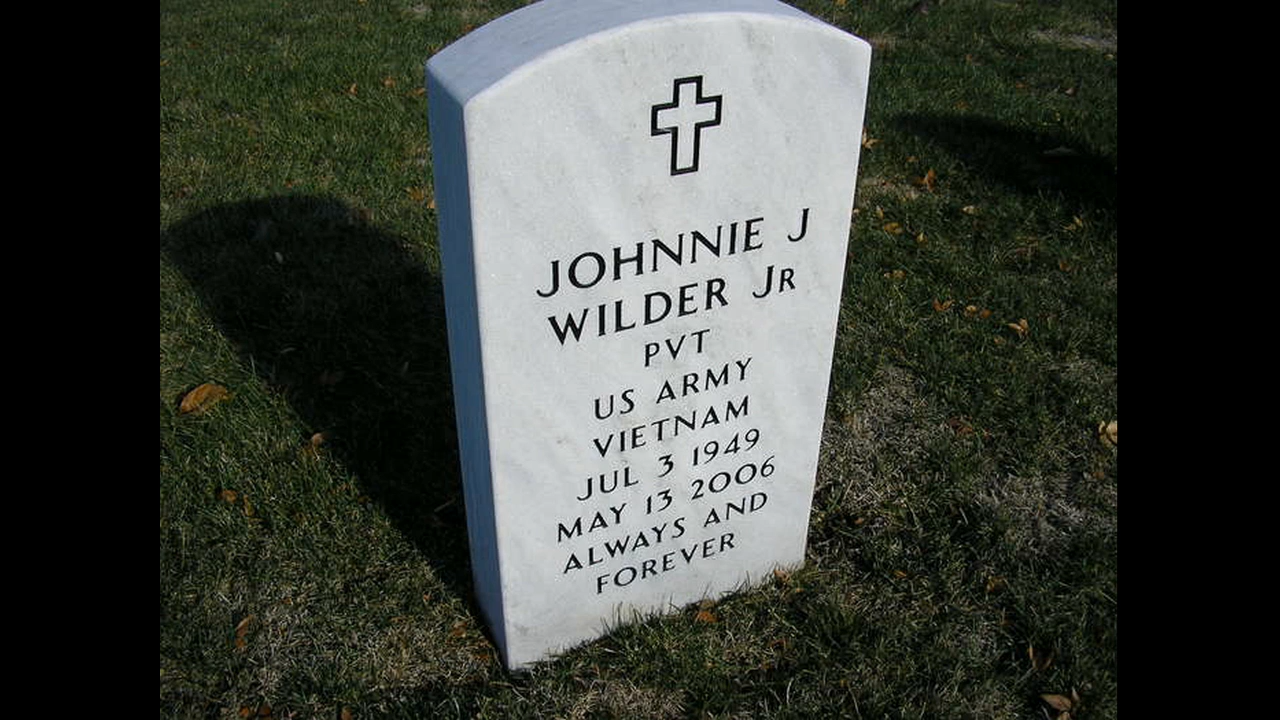 JOHNNIE J
WILDER JR
PVT
US ARMY
VIETNAM
JUL 3 1949
MAY 13 2006
ALWAYS AND
FOREVER